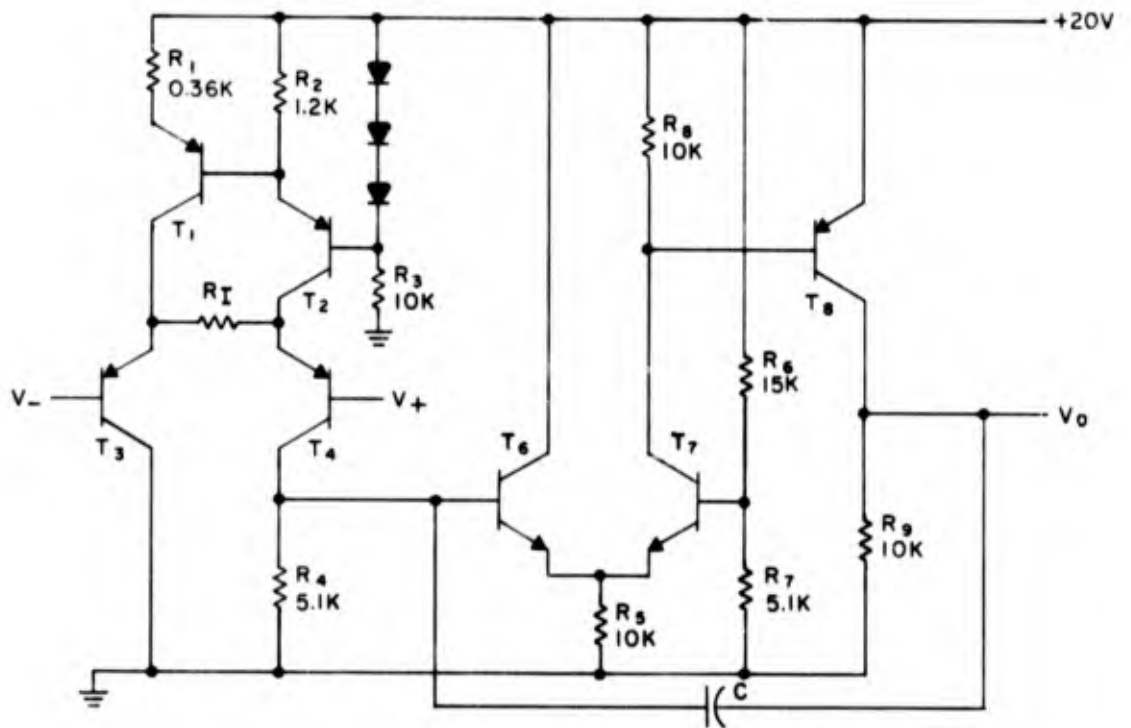 +20V
R1
0.36K
R2
1.2K
R8
10K
T1
T2
R3
10K
RI
T8
V-
V+
T3
T4
R6
15K
Vo
T6
T7
R4
5.1K
R5
10K
R7
5.1K
R9
10K
C